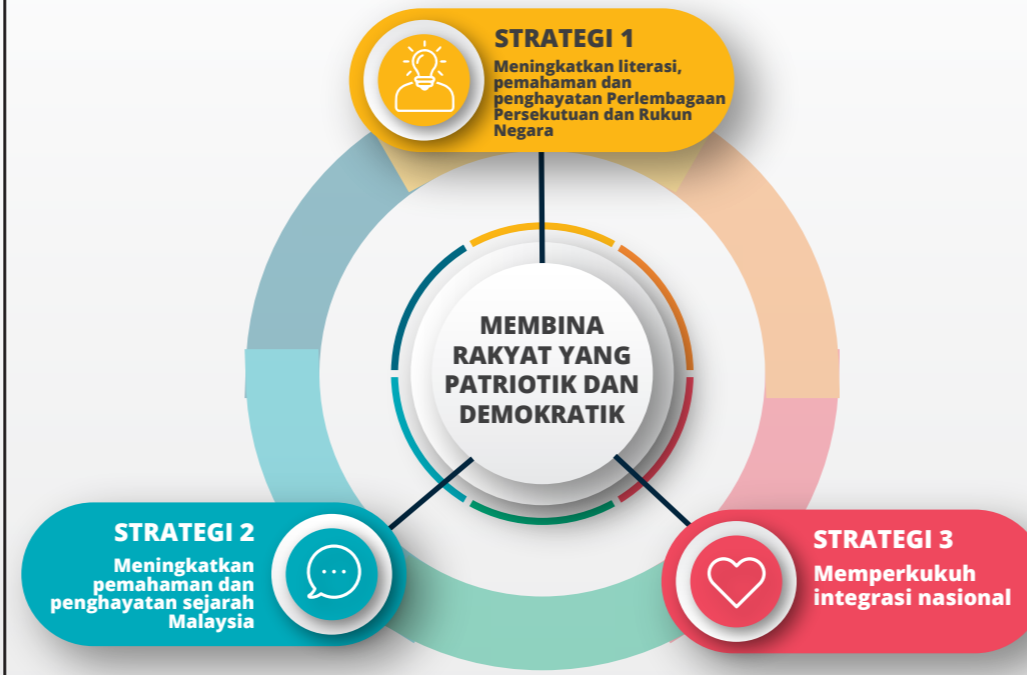 STRATEGI 1
Meningkatkan literasi,
pemahaman dan
penghayatan Perlembagaan
Persekutuan dan Rukun
Negara
MEMBINA
RAKYAT YANG
PATRIOTIK DAN
DEMOKRATIK
STRATEGI 2
Meningkatkan
pemahaman dan
penghayatan sejarah
Malaysia
STRATEGI 3
Memperkukuh
integrasi nasional